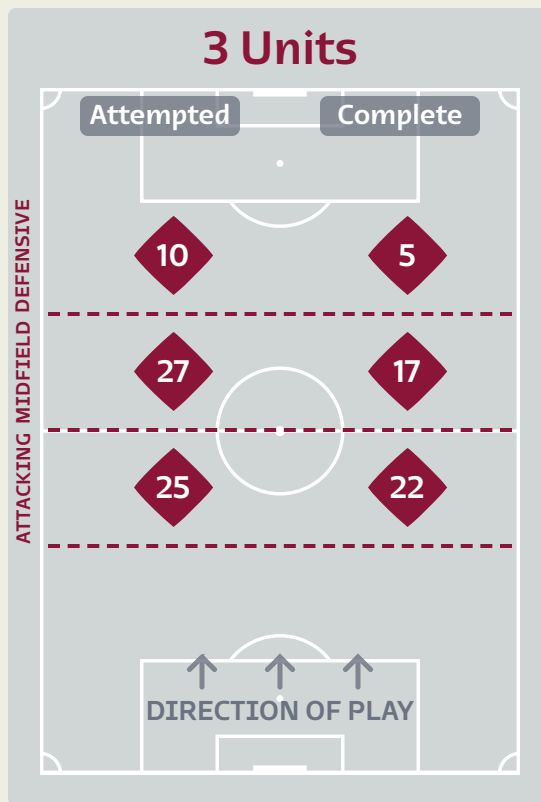 3 Units
Attempted Complete
10 5
27 17
25 22
ATTACKING MIDFIELD DEFENSIVE
DIRECTION OF PLAY